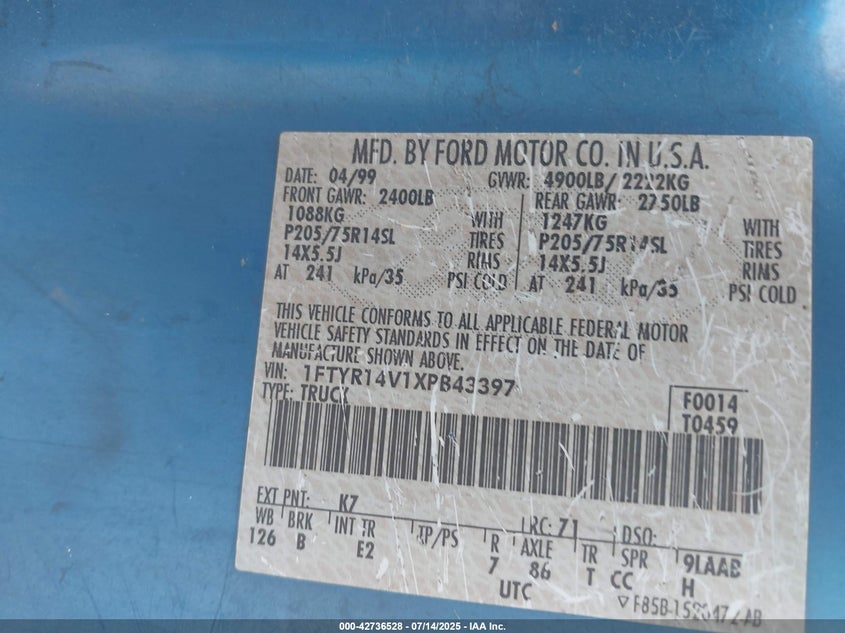 MFD. BY FORD MOTOR CO. IN U.S.A.
DATE: 04/99 GVWR: 4900LB/ 2222KG
FRONT GAWR: 2400LB REAR GAWR: 2750LB
1088KG WITH 1247KG WITH
P205/75R14SL TIRES P205/75R14SL TIRES
14X5.5J RIMS 14X5.5J RIMS
AT 241 kPa/35 PSI COLD AT 241 kPa/35 PSI COLD
THIS VEHICLE CONFORMS TO ALL APPLICABLE FEDERAL MOTOR
VEHICLE SAFETY STANDARDS IN EFFECT ON THE DATE OF
MANUFACTURE SHOWN ABOVE.
VIN: 1FTYR14V1XPB43397
TYPE: TRUCK
F0014
T0459
EXT PNT: K7 LRC: 71 DSO:
WB BRK INT TR TP/PS R AXLE TR SPR 9LAAB
126 B E2 7 86 T CC H
UTC
000-42736528 - 07/14/2025 - IAA Inc.